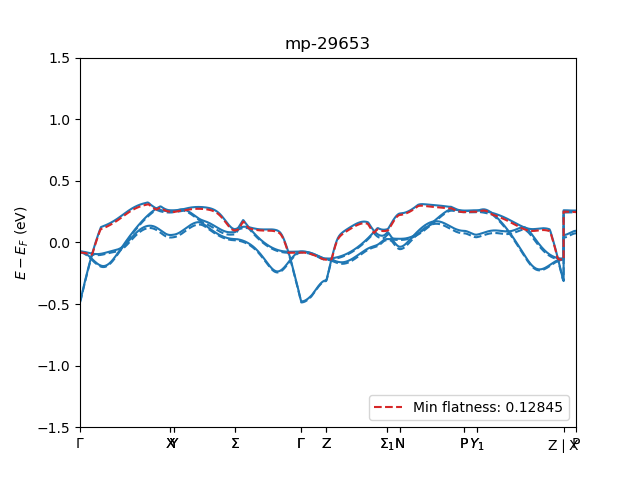 mp-29653
E − E_F (eV)
1.5
1.0
0.5
0.0
−0.5
−1.0
−1.5
Min flatness: 0.12845
Γ X Y Σ Γ Z Σ₁ N P Y₁ Z | X P